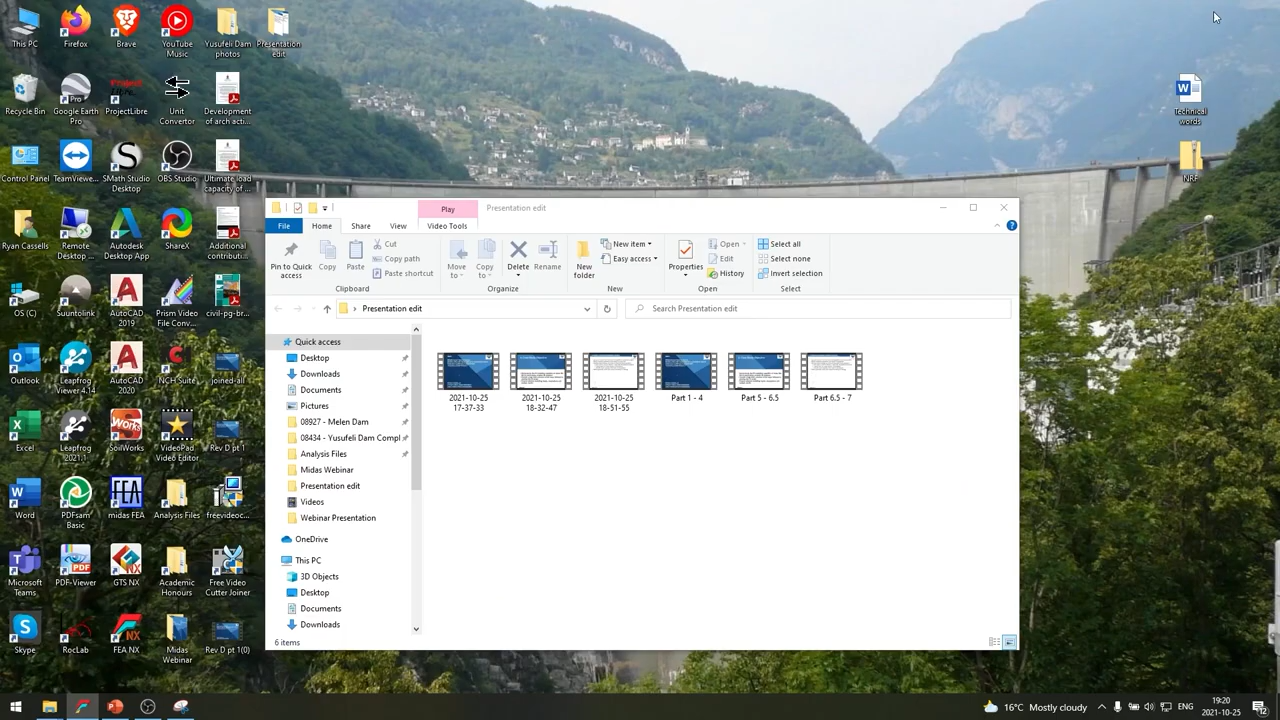 This PC
Firefox
Brave
YouTube
Music
Yusufeli Dam
photos
Presentation
edit
Recycle Bin
Google Earth
Pro
ProjectLibre
Unit
Convertor
Development
of arch acti...
Technical
words
Control Panel
TeamViewe...
SMath Studio
Desktop
OBS Studio
Ultimate load
capacity of ...
NRF
Ryan Cassells
Remote
Desktop ...
Autodesk
Desktop App
ShareX
Additional
contributi...
OS (C)
Suuntolink
AutoCAD
2019
Prism Video
File Conv...
civil-pg-br...
Outlook
Leapfrog
Viewer 4.14
AutoCAD
2020
NCH Suite
joined-all
Excel
Leapfrog
2021.1
SoilWorks
VideoPad
Video Editor
Rev D pt 1
Word
PDFsam
Basic
midas FEA
Analysis Files
freevideoc...
Microsoft
Teams
PDF-Viewer
GTS NX
Academic
Honours
Free Video
Cutter Joiner
Skype
RocLab
FEA NX
Midas
Webinar
Rev D pt 1(0)
Play
Presentation edit
File
Home
Share
View
Video Tools
Pin to Quick
access
Copy
Paste
Cut
Copy path
Paste shortcut
Move
to
Copy
to
Delete
Rename
New
folder
New item
Easy access
Properties
Open
Edit
History
Select all
Select none
Invert selection
Clipboard
Organize
New
Open
Select
Presentation edit
Search Presentation edit
Quick access
Desktop
Downloads
Documents
Pictures
08927 - Melen Dam
08434 - Yusufeli Dam Compl
Analysis Files
Midas Webinar
Presentation edit
Videos
Webinar Presentation
OneDrive
This PC
3D Objects
Desktop
Documents
Downloads
2021-10-25
17-37-33
2021-10-25
18-32-47
2021-10-25
18-51-55
Part 1 - 4
Part 5 - 6.5
Part 6.5 - 7
6 items
16°C Mostly cloudy
ENG
19:20
2021-10-25
12